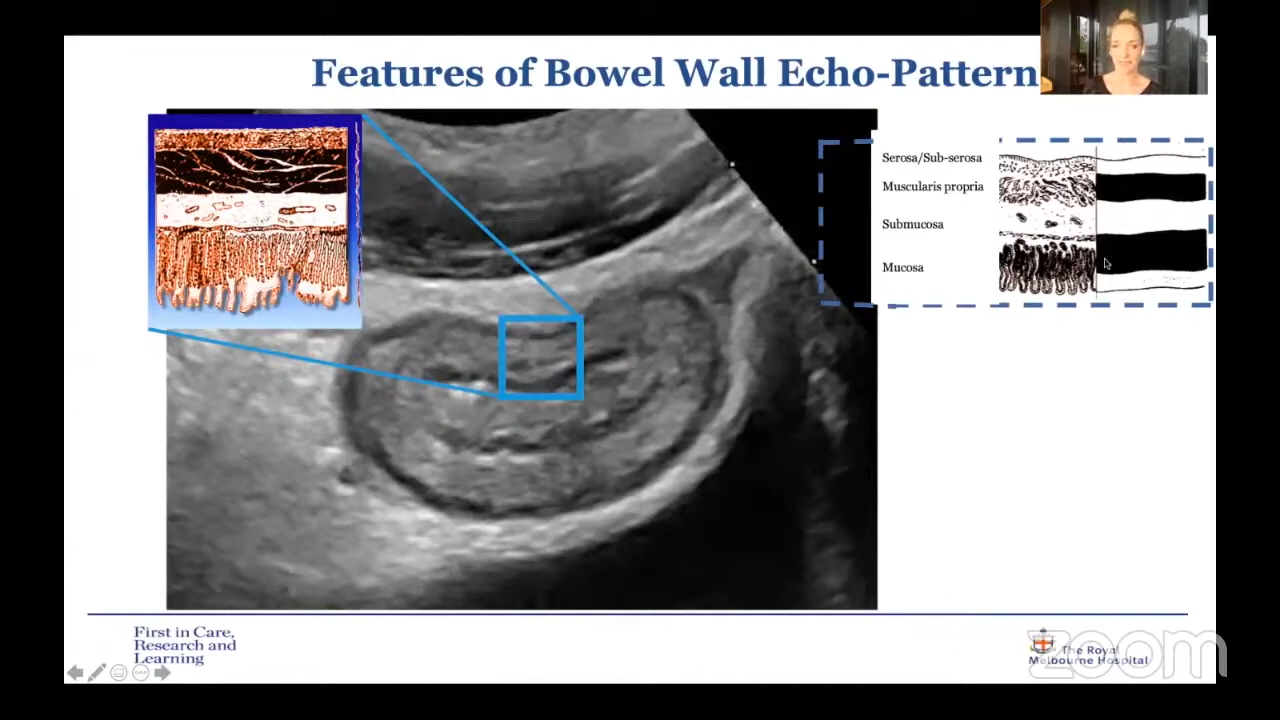 Features of Bowel Wall Echo-Pattern
Serosa/Sub-serosa
Muscularis propria
Submucosa
Mucosa
First in Care,
Research and
Learning
The Royal
Melbourne Hospital
zoom